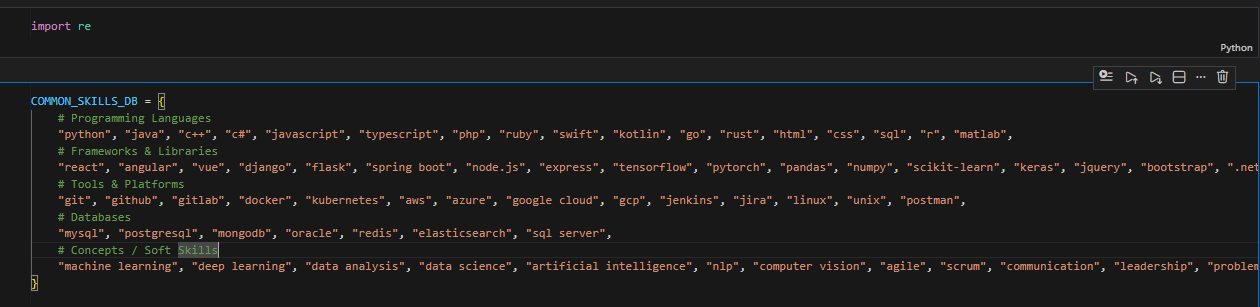 import re
Python
COMMON_SKILLS_DB = {
# Programming Languages
"python", "java", "c++", "c#", "javascript", "typescript", "php", "ruby", "swift", "kotlin", "go", "rust", "html", "css", "sql", "r", "matlab",
# Frameworks & Libraries
"react", "angular", "vue", "django", "flask", "spring boot", "node.js", "express", "tensorflow", "pytorch", "pandas", "numpy", "scikit-learn", "keras", "jquery", "bootstrap", ".net
# Tools & Platforms
"git", "github", "gitlab", "docker", "kubernetes", "aws", "azure", "google cloud", "gcp", "jenkins", "jira", "linux", "unix", "postman",
# Databases
"mysql", "postgresql", "mongodb", "oracle", "redis", "elasticsearch", "sql server",
# Concepts / Soft Skills
"machine learning", "deep learning", "data analysis", "data science", "artificial intelligence", "nlp", "computer vision", "agile", "scrum", "communication", "leadership", "problem
}